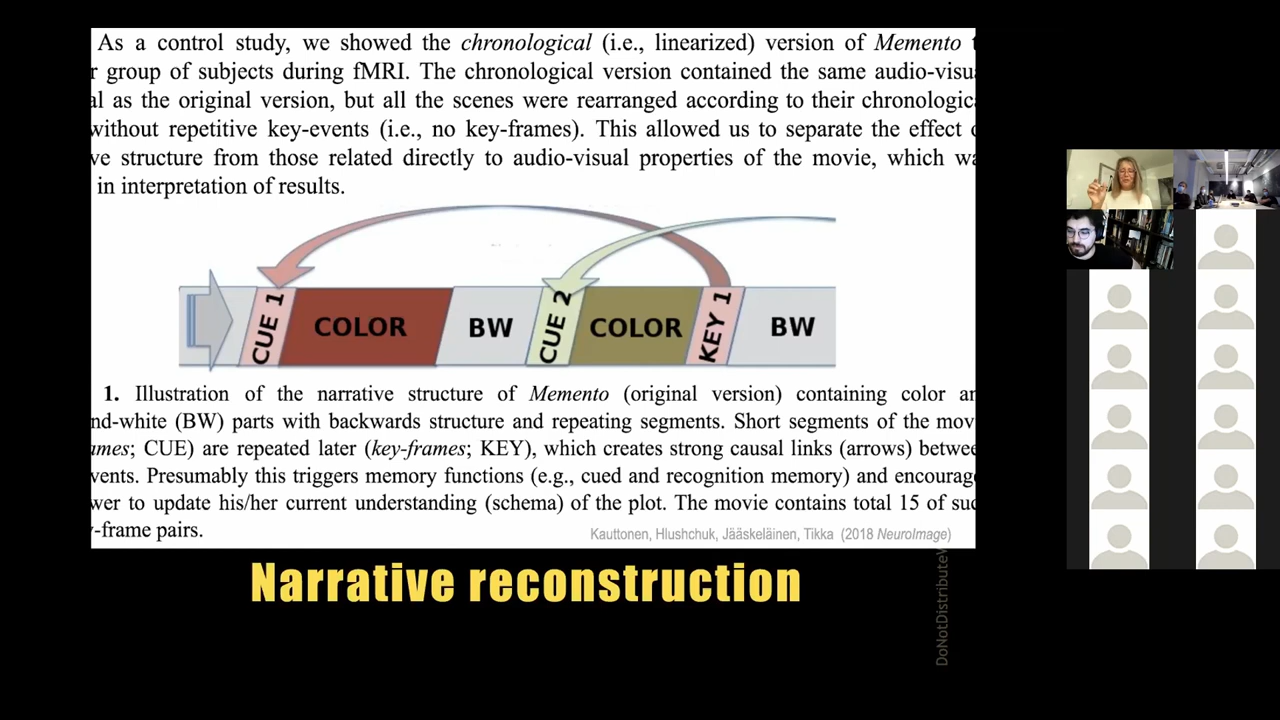 As a control study, we showed the chronological (i.e., linearized) version of Memento
group of subjects during fMRI. The chronological version contained the same audio-visu
al as the original version, but all the scenes were rearranged according to their chronologic
without repetitive key-events (i.e., no key-frames). This allowed us to separate the effect
ve structure from those related directly to audio-visual properties of the movie, which wa
in interpretation of results.
CUE 1
COLOR
BW
CUE 2
COLOR
KEY 1
BW
1. Illustration of the narrative structure of Memento (original version) containing color an
nd-white (BW) parts with backwards structure and repeating segments. Short segments of the mov
ames; CUE) are repeated later (key-frames; KEY), which creates strong causal links (arrows) betwee
vents. Presumably this triggers memory functions (e.g., cued and recognition memory) and encourage
wer to update his/her current understanding (schema) of the plot. The movie contains total 15 of suc
y-frame pairs.
Kauttonen, Hlushchuk, Jääskeläinen, Tikka (2018 NeuroImage)
Narrative reconstruction
DoNotDistributeV